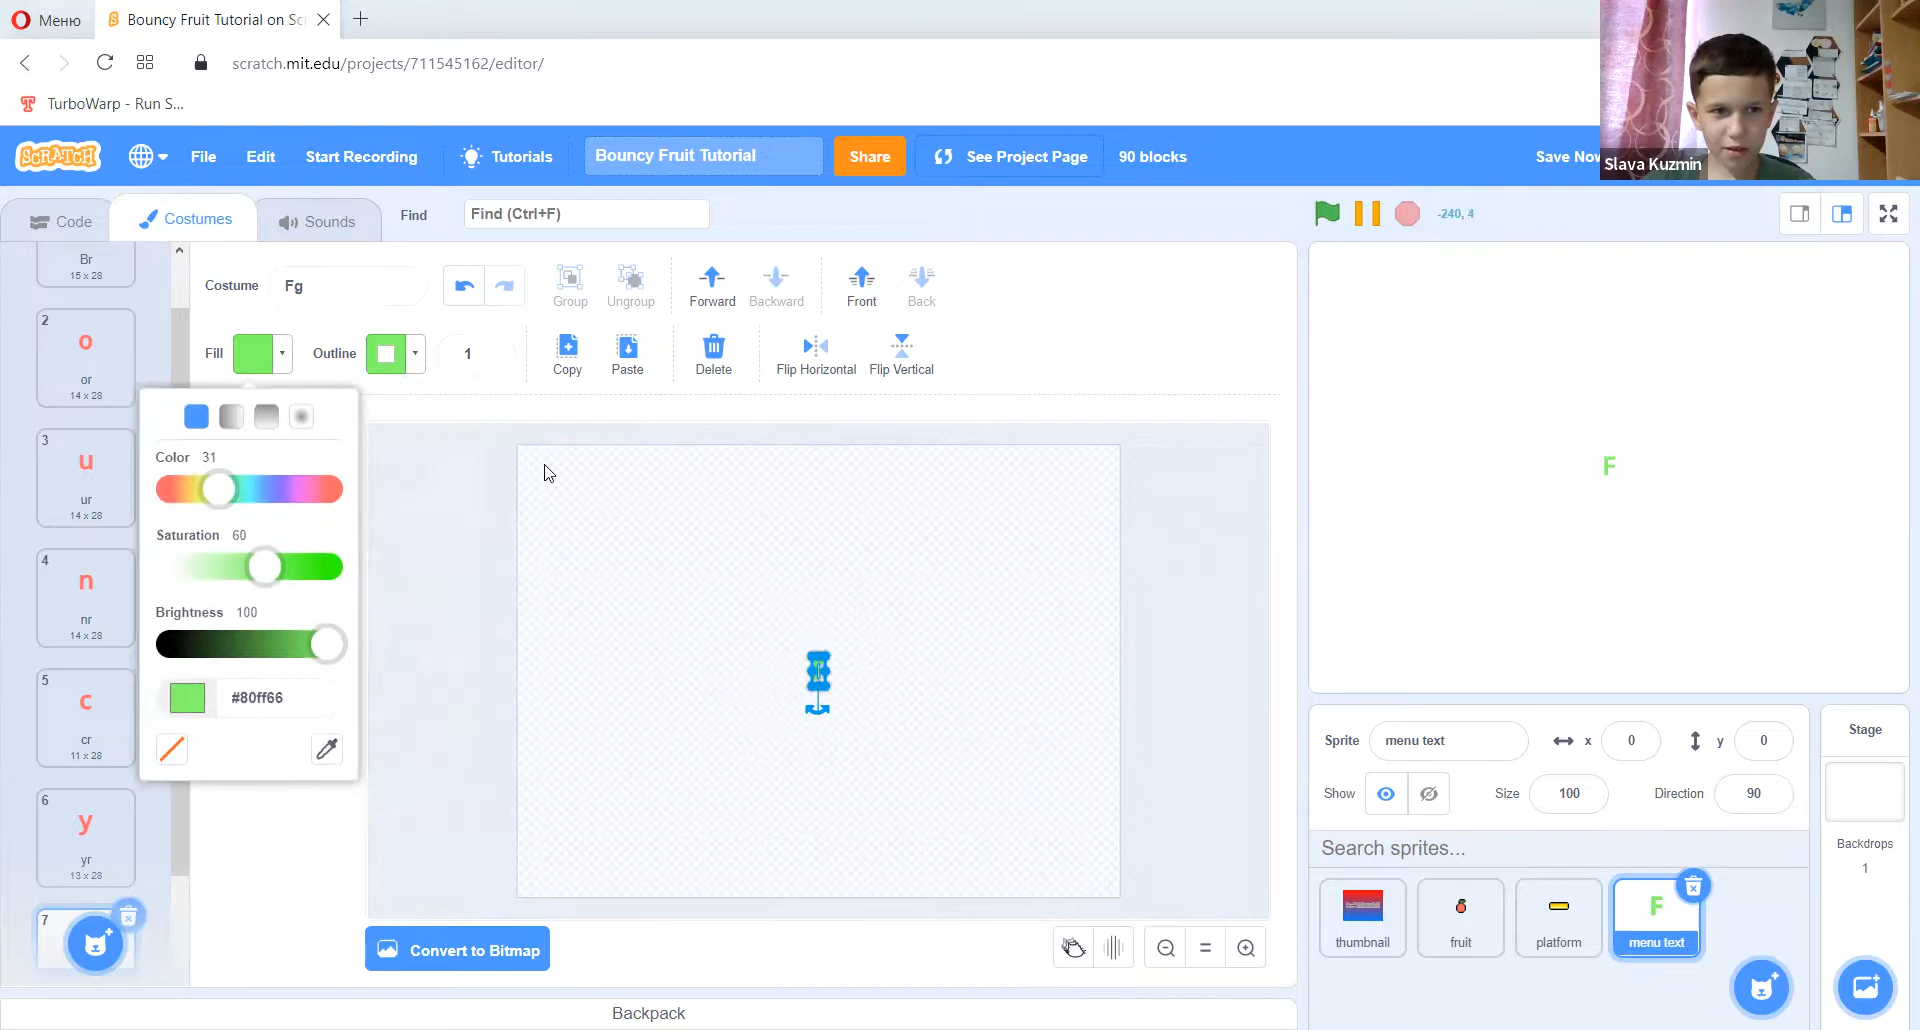 Меню
Bouncy Fruit Tutorial on Sc
scratch.mit.edu/projects/711545162/editor/
TurboWarp - Run S...
SCRATCH
File
Edit
Start Recording
Tutorials
Bouncy Fruit Tutorial
Share
See Project Page
90 blocks
Save Now
Slava Kuzmin
Code
Costumes
Sounds
Find
Find (Ctrl+F)
-240, 4
Br
15 x 28
2
o
or
14 x 28
3
u
ur
14 x 28
4
n
nr
14 x 28
5
c
cr
11 x 28
6
y
yr
13 x 28
7
Costume
Fg
Group
Ungroup
Forward
Backward
Front
Back
Fill
Outline
1
Copy
Paste
Delete
Flip Horizontal
Flip Vertical
Color 31
Saturation 60
Brightness 100
#80ff66
Convert to Bitmap
Backpack
F
Sprite
menu text
x
0
y
0
Show
Size
100
Direction
90
Search sprites...
thumbnail
fruit
platform
F
menu text
Stage
Backdrops
1